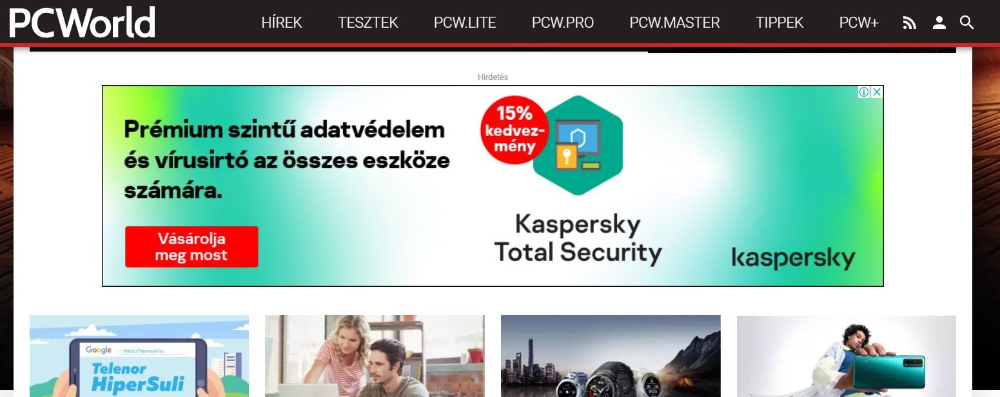 PCWorld HÍREK TESZTEK PCW.LITE PCW.PRO PCW.MASTER TIPPEK PCW+
Hirdetés
Prémium szintű adatvédelem
és vírusirtó az összes eszköze
számára.
Vásárolja
meg most
15%
kedvez-
mény
Kaspersky
Total Security
kaspersky
Google https://hipersuli.hu
Telenor
HiperSuli